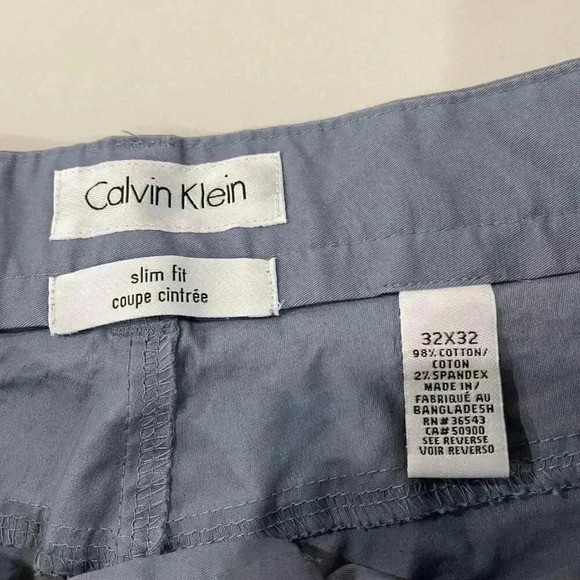 Calvin Klein
slim fit
coupe cintrée
32X32
98% COTTON/
COTON
2% SPANDEX
MADE IN/
FABRIQUÉ AU
BANGLADESH
RN# 36543
CA# 50900
SEE REVERSE
VOIR REVERSO